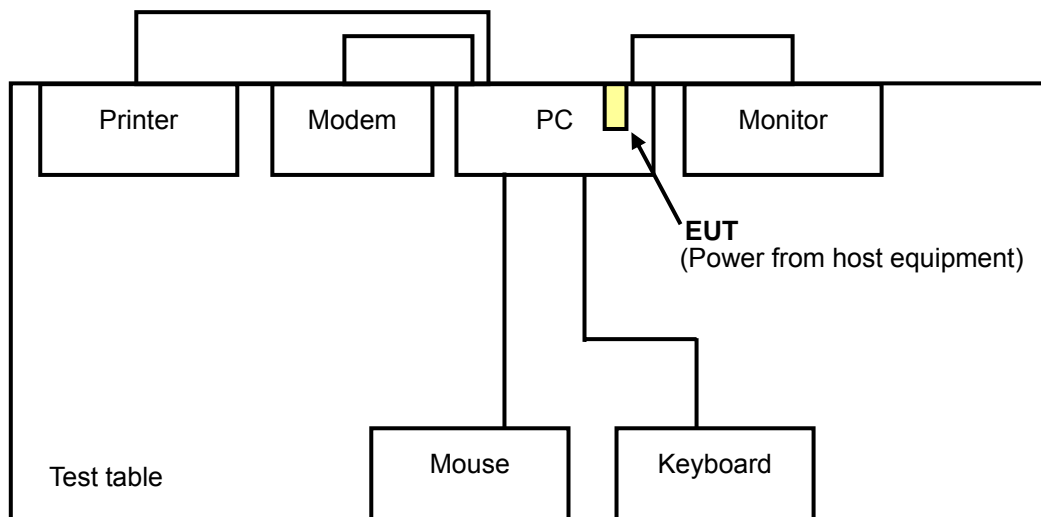 Printer
Modem
PC
Monitor
EUT
(Power from host equipment)
Mouse
Keyboard
Test table